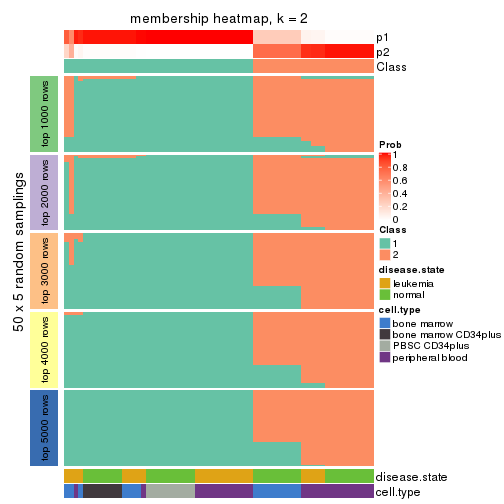 membership heatmap, k = 2
p1
p2
Class
50 x 5 random samplings
top 1000 rows
top 2000 rows
top 3000 rows
top 4000 rows
top 5000 rows
disease.state
cell.type
Prob
1
0.8
0.6
0.4
0.2
0
Class
1
2
disease.state
leukemia
normal
cell.type
bone marrow
bone marrow CD34plus
PBSC CD34plus
peripheral blood